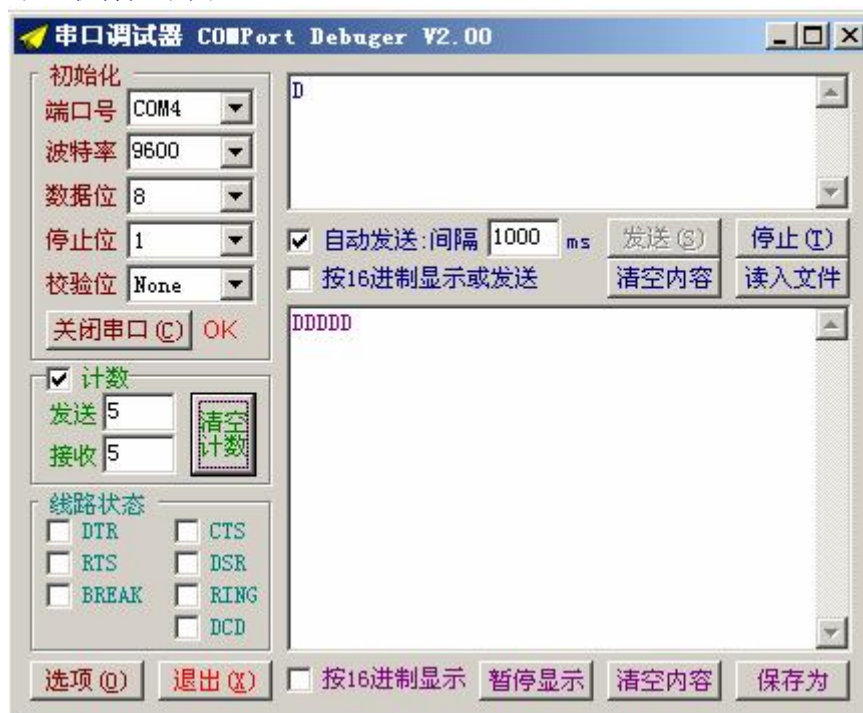 串口调试器 COMPort Debuger V2.00
初始化
端口号 COM4
波特率 9600
数据位 8
停止位 1
校验位 None
关闭串口(C) OK
计数
发送 5
接收 5
清空
计数
线路状态
DTR CTS
RTS DSR
BREAK RING
DCD
选项(O) 退出(X)
D
自动发送:间隔 1000 ms 发送(S) 停止(T)
按16进制显示或发送 清空内容 读入文件
DDDDD
按16进制显示 暂停显示 清空内容 保存为